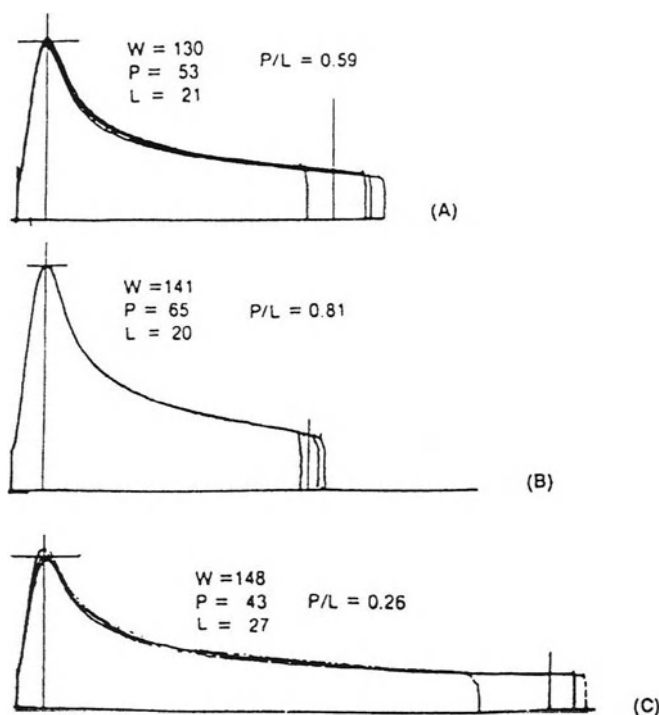 W = 130
P = 53 P/L = 0.59
L = 21
(A)
W =141
P = 65 P/L = 0.81
L = 20
(B)
W =148
P = 43 P/L = 0.26
L = 27
(C)